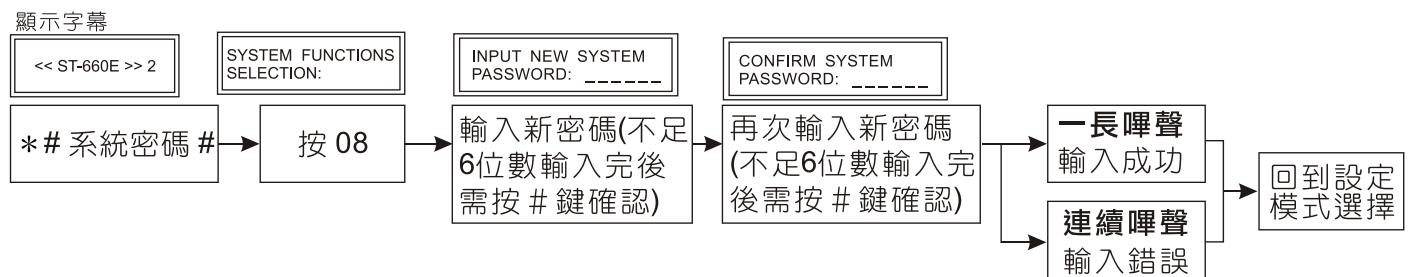 顯示字幕
<< ST-660E >> 2
SYSTEM FUNCTIONS
SELECTION:
INPUT NEW SYSTEM
PASSWORD: _ _ _ _ _ _
CONFIRM SYSTEM
PASSWORD: _ _ _ _ _ _
*# 系統密碼 #
按 08
輸入新密碼(不足
6位數輸入完後
需按 # 鍵確認)
再次輸入新密碼
(不足6位數輸入完
後需按 # 鍵確認)
一長嗶聲
輸入成功
連續嗶聲
輸入錯誤
回到設定
模式選擇